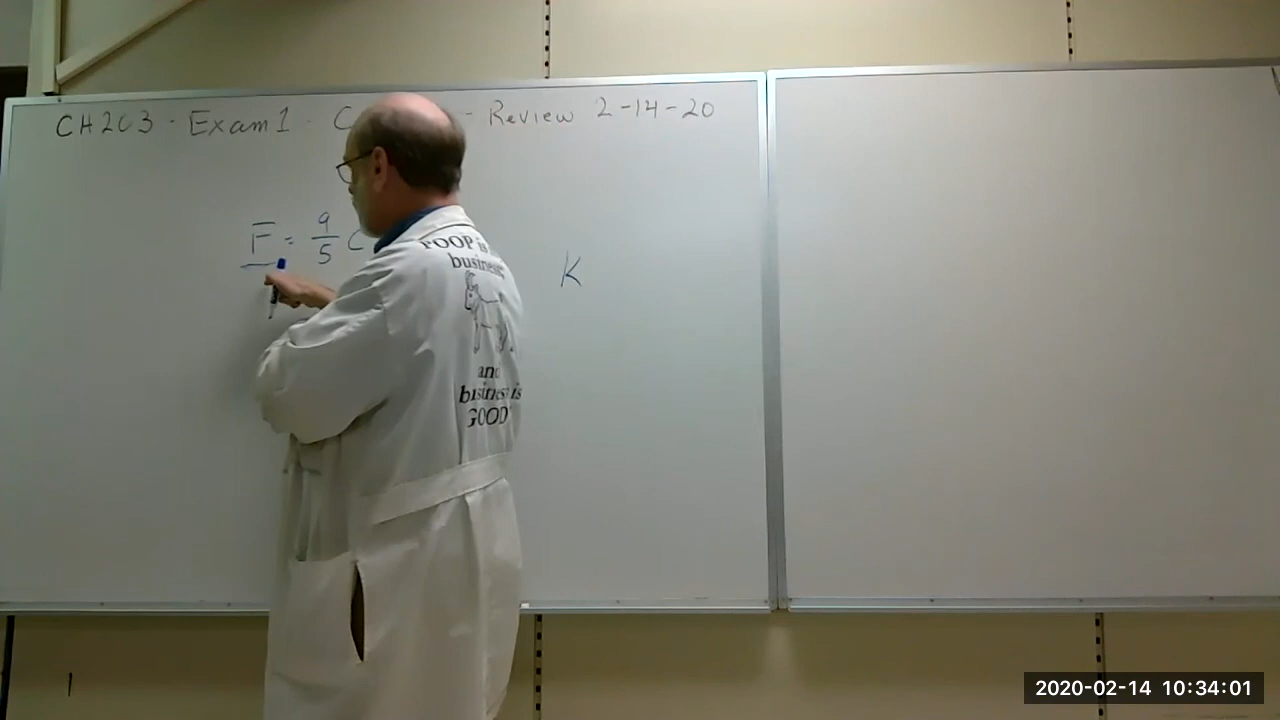 CH203 - Exam 1 - C - Review 2-14-20
F = 9/5 C
K
POOP is
business
and
business is
GOOD
2020-02-14 10:34:01